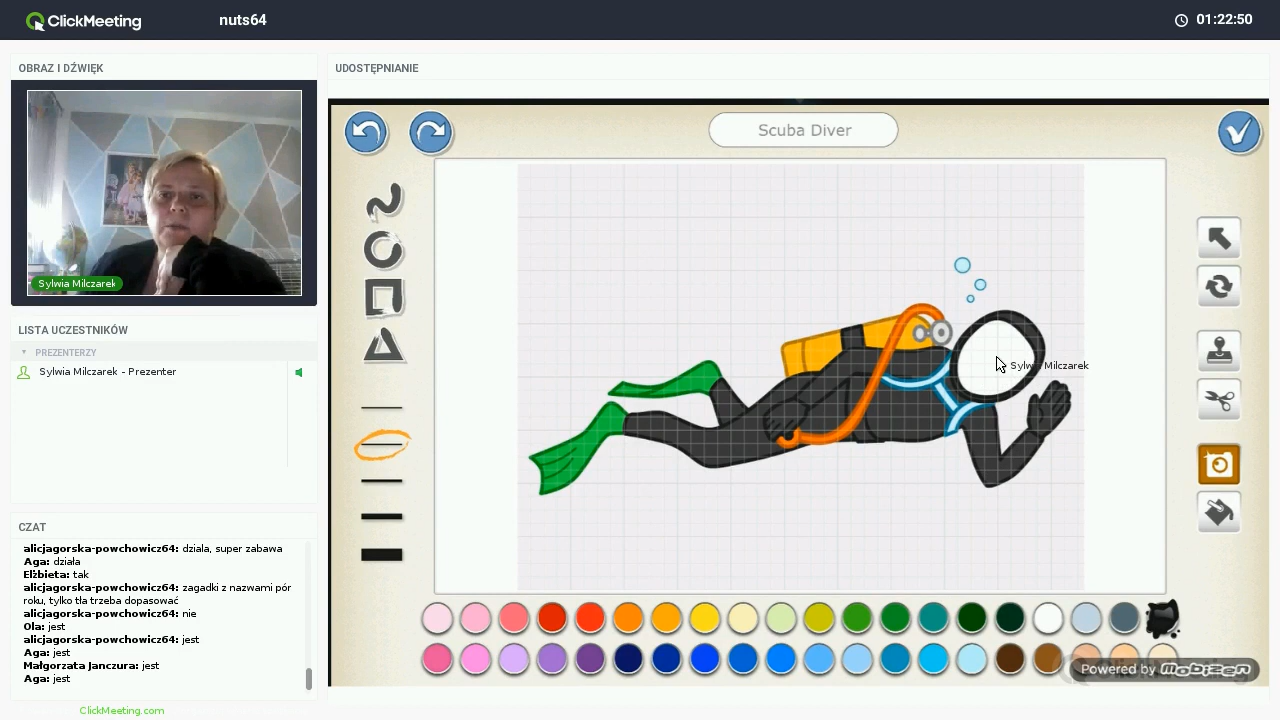 ClickMeeting
nuts64
01:22:50
OBRAZ I DŹWIĘK
Sylwia Milczarek
LISTA UCZESTNIKÓW
PREZENTERZY
Sylwia Milczarek - Prezenter
CZAT
alicjagorska-powchowicz64: dziala, super zabawa
Aga: działa
Elżbieta: tak
alicjagorska-powchowicz64: zagadki z nazwami pór
roku, tylko tła trzeba dopasować
alicjagorska-powchowicz64: nie
Ola: jest
alicjagorska-powchowicz64: jest
Aga: jest
Małgorzata Janczura: jest
Aga: jest
ClickMeeting.com
UDOSTĘPNIANIE
Scuba Diver
Sylwia Milczarek
Powered by Mobizen